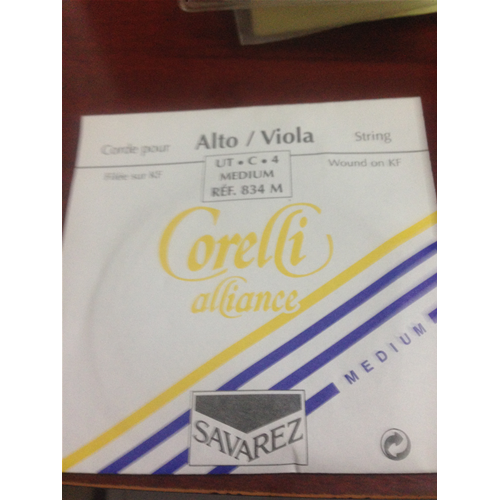 Corde pour Alto / Viola String
Filée sur KF UT • C • 4 Wound on KF
MEDIUM
RÉF. 834 M
Corelli
alliance
MEDIUM
SAVAREZ